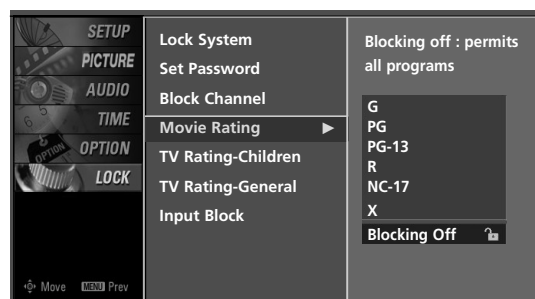 SETUP
PICTURE
AUDIO
TIME
OPTION
LOCK
Move MENU Prev
Lock System
Set Password
Block Channel
Movie Rating
TV Rating-Children
TV Rating-General
Input Block
Blocking off : permits
all programs
G
PG
PG-13
R
NC-17
X
Blocking Off